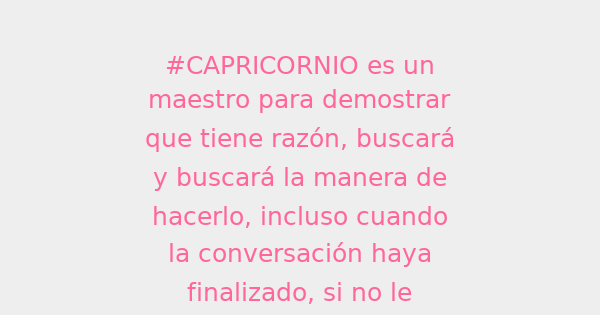 #CAPRICORNIO es un
maestro para demostrar
que tiene razón, buscará
y buscará la manera de
hacerlo, incluso cuando
la conversación haya
finalizado, si no le